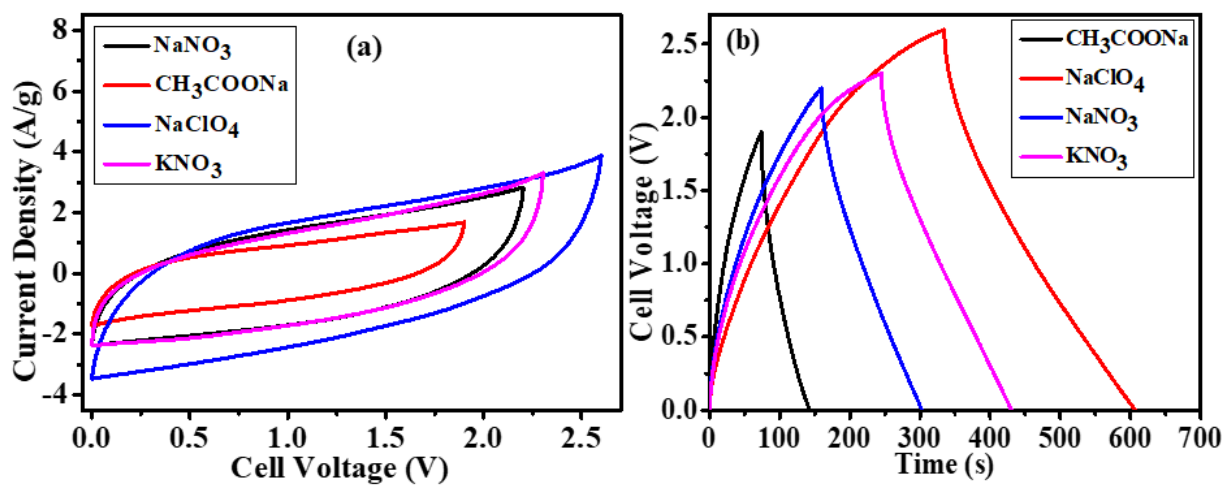 (a)
NaNO3
CH3COONa
NaClO4
KNO3
8
6
4
2
0
-2
-4
0.0 0.5 1.0 1.5 2.0 2.5
Cell Voltage (V)
Current Density (A/g)
(b)
CH3COONa
NaClO4
NaNO3
KNO3
2.5
2.0
1.5
1.0
0.5
0.0
0 100 200 300 400 500 600 700
Time (s)
Cell Voltage (V)